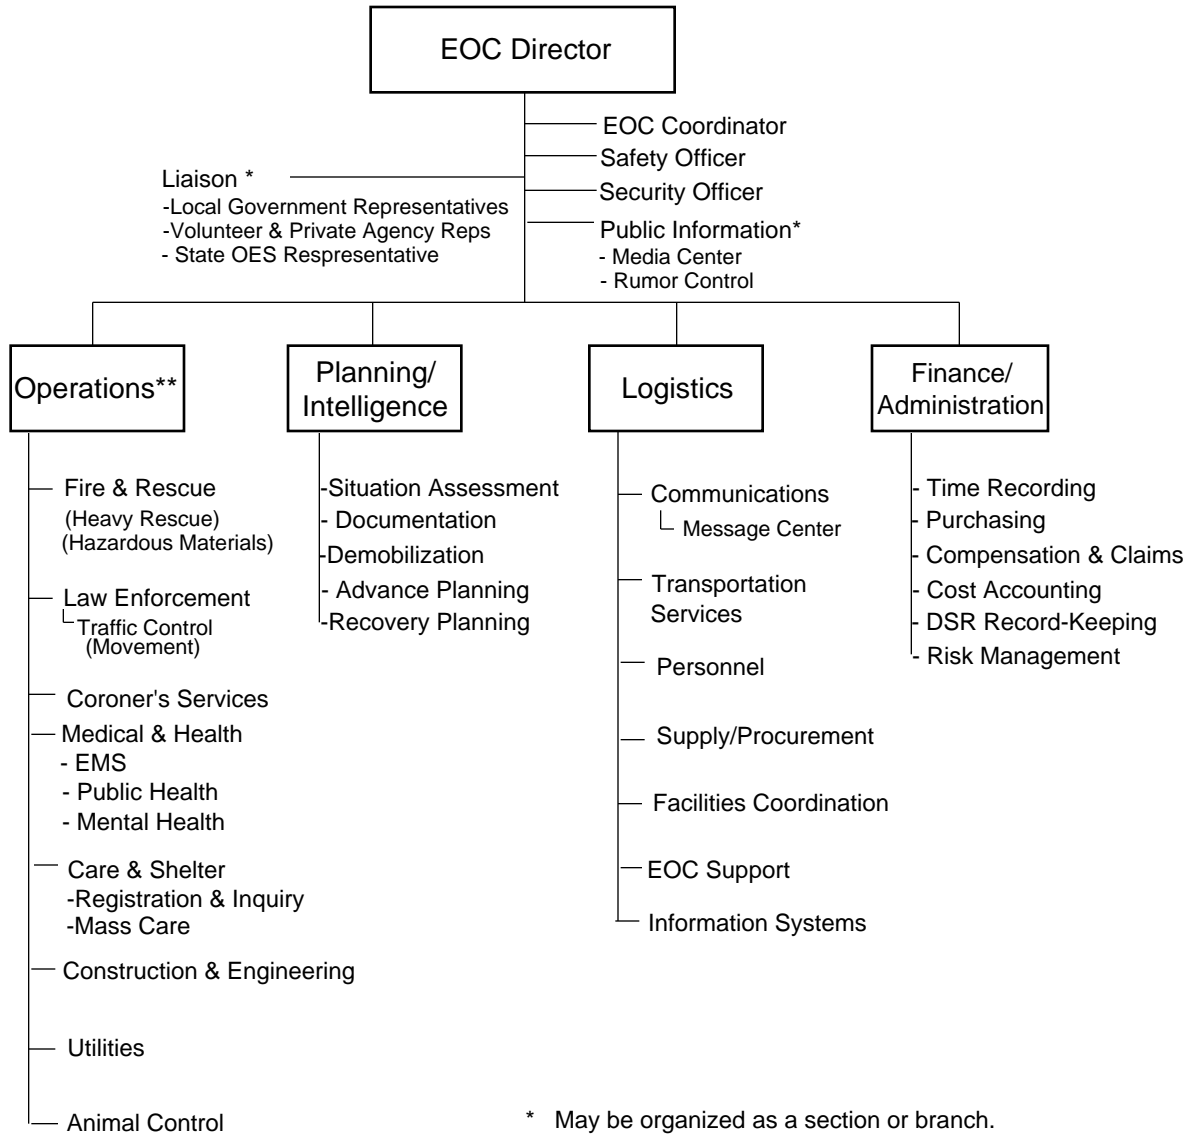 EOC Director
EOC Coordinator
Safety Officer
Security Officer
Public Information*
- Media Center
- Rumor Control
Liaison *
-Local Government Representatives
-Volunteer & Private Agency Reps
- State OES Respresentative
Operations**
Fire & Rescue
(Heavy Rescue)
(Hazardous Materials)
Law Enforcement
Traffic Control
(Movement)
Coroner's Services
Medical & Health
- EMS
- Public Health
- Mental Health
Care & Shelter
-Registration & Inquiry
-Mass Care
Construction & Engineering
Utilities
Animal Control
Planning/
Intelligence
-Situation Assessment
- Documentation
-Demobilization
- Advance Planning
-Recovery Planning
Logistics
Communications
Message Center
Transportation
Services
Personnel
Supply/Procurement
Facilities Coordination
EOC Support
Information Systems
Finance/
Administration
- Time Recording
- Purchasing
- Compensation & Claims
- Cost Accounting
- DSR Record-Keeping
- Risk Management
* May be organized as a section or branch.